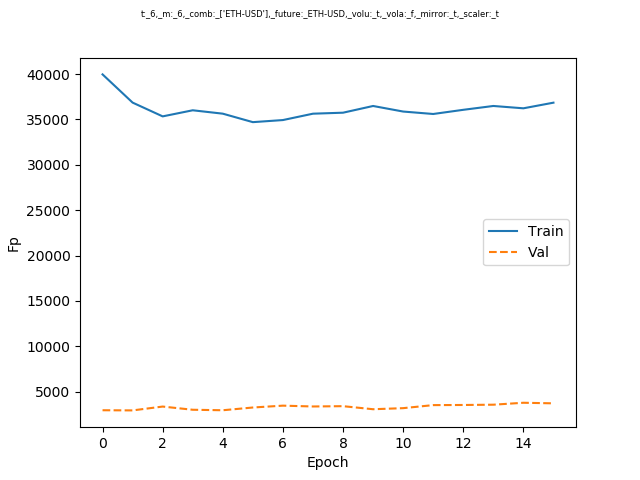 t:_6,_m:_6,_comb:_['ETH-USD'],_future:_ETH-USD,_volu:_t,_vola:_f,_mirror:_t,_scaler:_t
40000
35000
30000
25000
20000
15000
10000
5000
Fp
Train
Val
0 2 4 6 8 10 12 14
Epoch